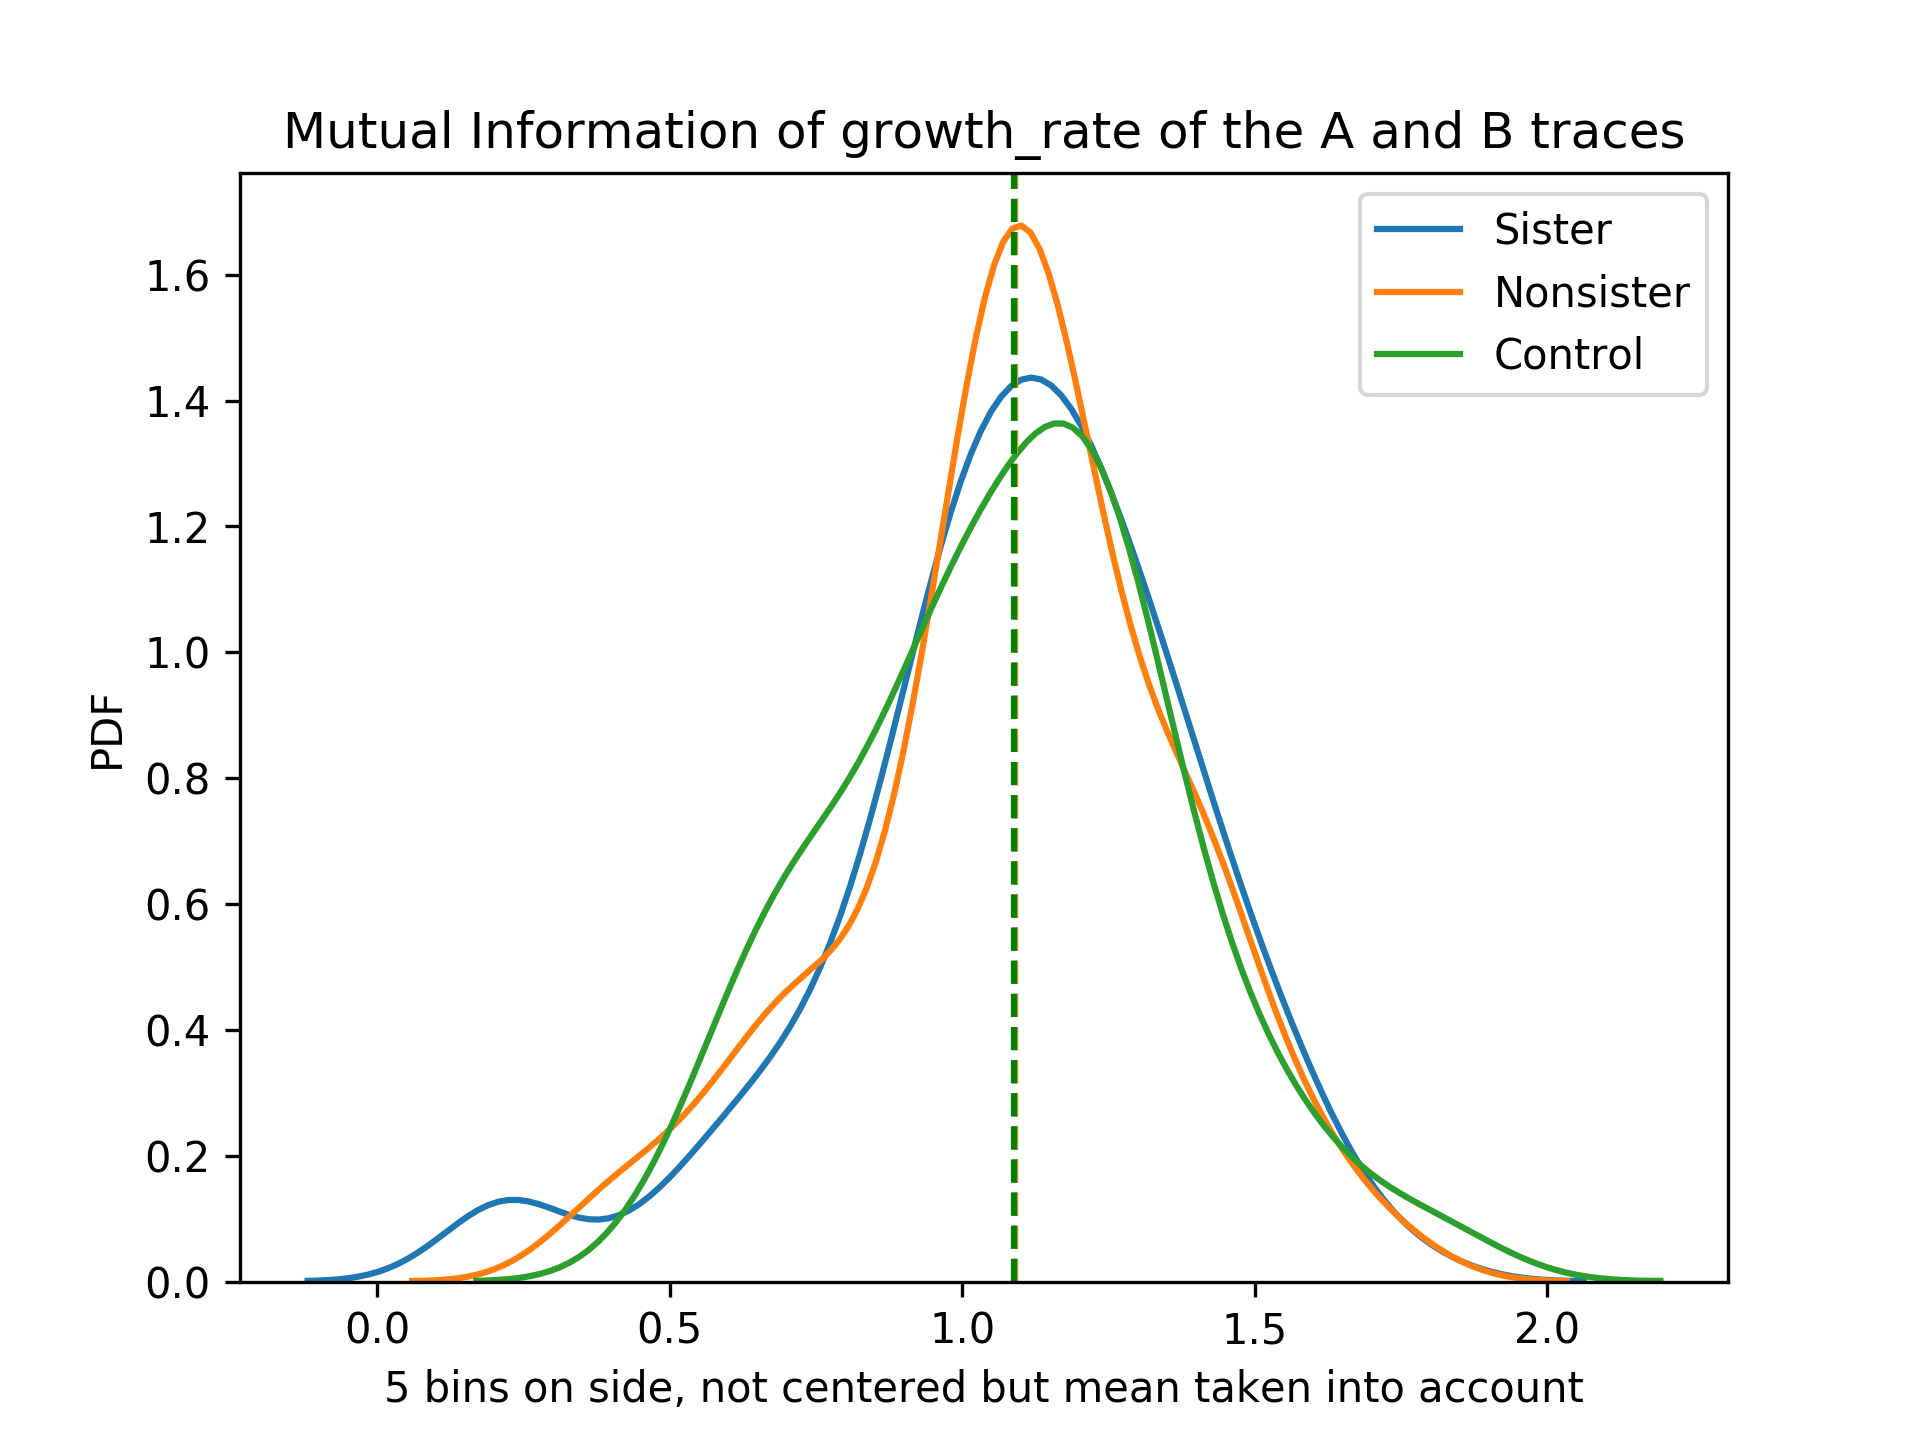 Mutual Information of growth_rate of the A and B traces
Sister
Nonsister
Control
PDF
1.6
1.4
1.2
1.0
0.8
0.6
0.4
0.2
0.0
0.0 0.5 1.0 1.5 2.0
5 bins on side, not centered but mean taken into account